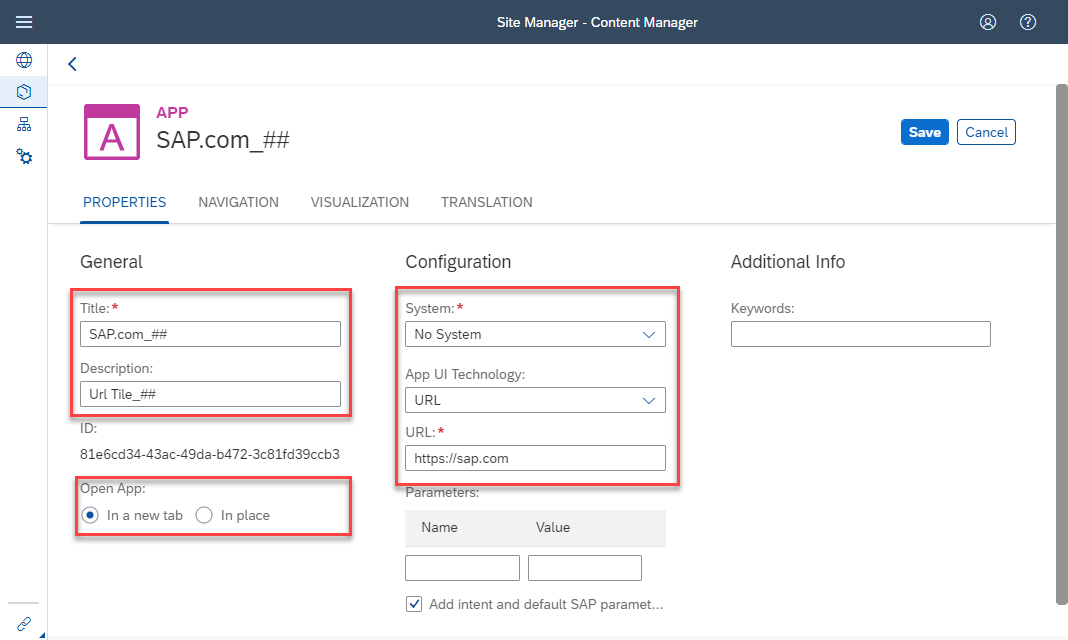 Site Manager - Content Manager
APP
A
SAP.com_##
Save
Cancel
PROPERTIES
NAVIGATION
VISUALIZATION
TRANSLATION
General
Title:*
SAP.com_##
Description:
Url Tile_##
ID:
81e6cd34-43ac-49da-b472-3c81fd39ccb3
Open App:
In a new tab
In place
Configuration
System:*
No System
App UI Technology:
URL
URL:*
https://sap.com
Parameters:
Name
Value
Add intent and default SAP paramet...
Additional Info
Keywords: